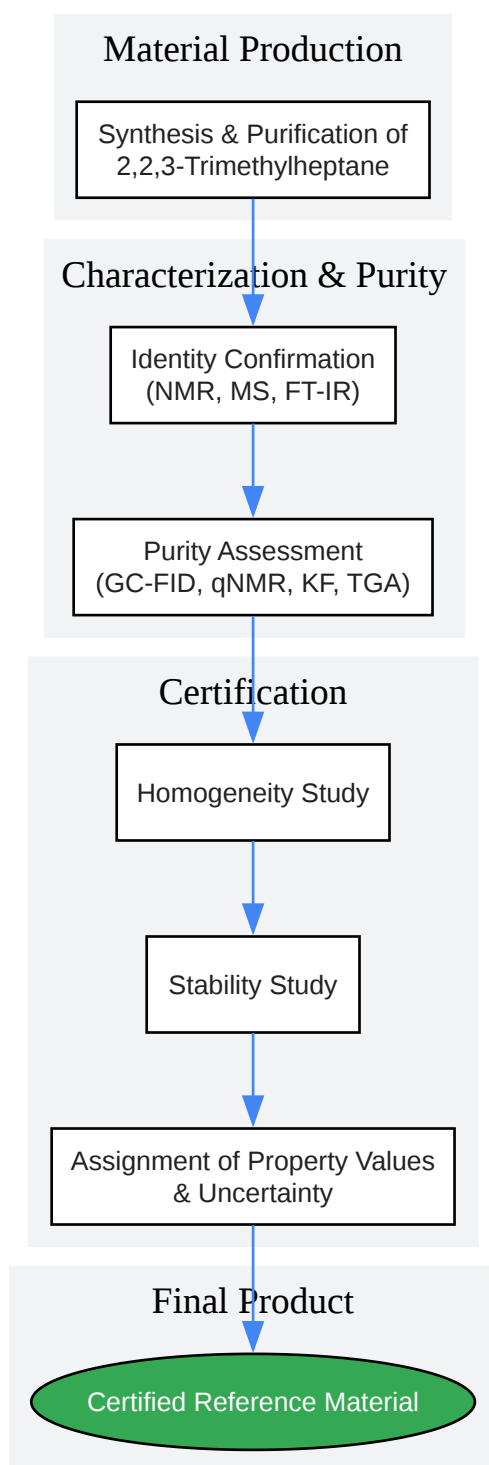 Material Production
Synthesis & Purification of
2,2,3-Trimethylheptane
Characterization & Purity
Identity Confirmation
(NMR, MS, FT-IR)
Purity Assessment
(GC-FID, qNMR, KF, TGA)
Certification
Homogeneity Study
Stability Study
Assignment of Property Values
& Uncertainty
Final Product
Certified Reference Material